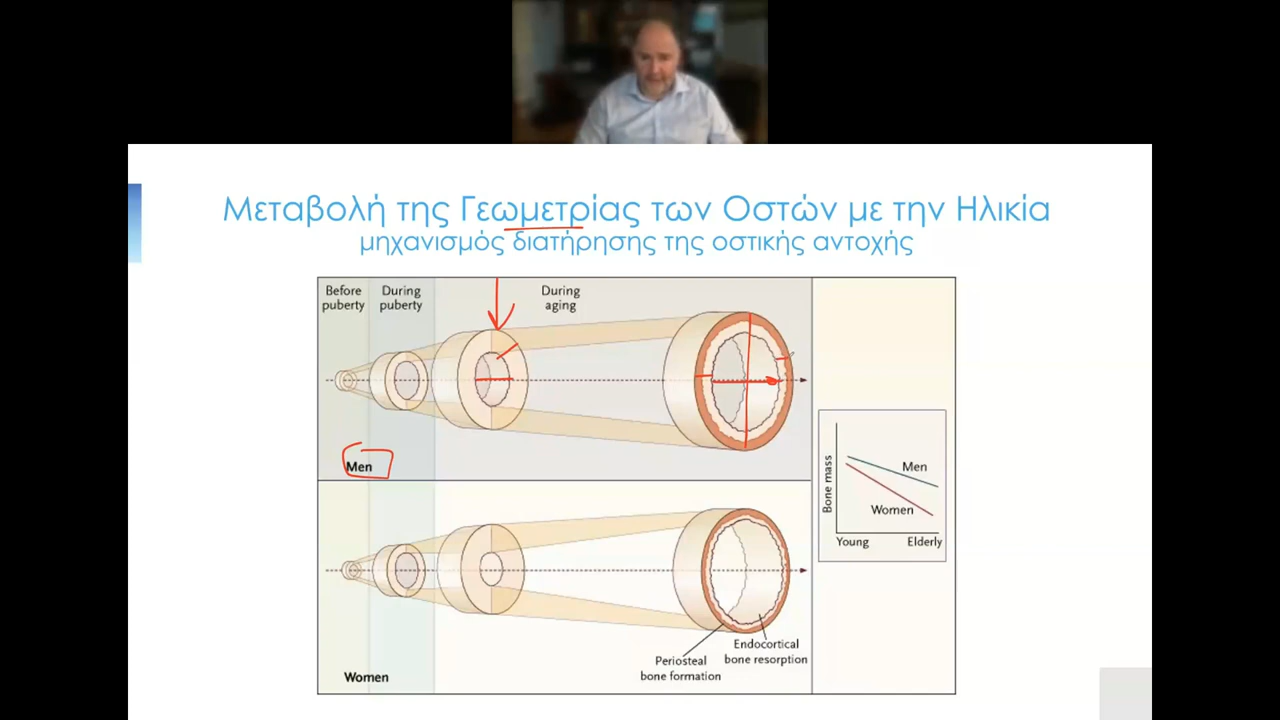 Μεταβολή της Γεωμετρίας των Οστών με την Ηλικία
μηχανισμός διατήρησης της οστικής αντοχής
Before
puberty
During
puberty
During
aging
Men
Women
Periosteal
bone formation
Endocortical
bone resorption
Bone mass
Men
Women
Young
Elderly